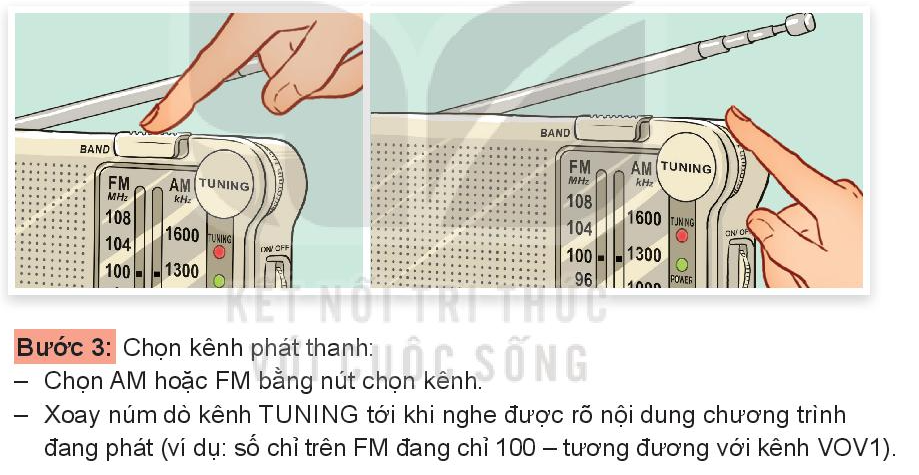 BAND
FM
MHz
AM
kHz
TUNING
108
104
100
1600
1300
TUNING
ON/ OFF
BAND
FM
MHz
AM
kHz
TUNING
108
104
100
96
1600
1300
TUNING
POWER
KẾT NỐI TRI THỨC
VỚI CUỘC SỐNG
Bước 3: Chọn kênh phát thanh:
– Chọn AM hoặc FM bằng nút chọn kênh.
– Xoay núm dò kênh TUNING tới khi nghe được rõ nội dung chương trình
đang phát (ví dụ: số chỉ trên FM đang chỉ 100 – tương đương với kênh VOV1).